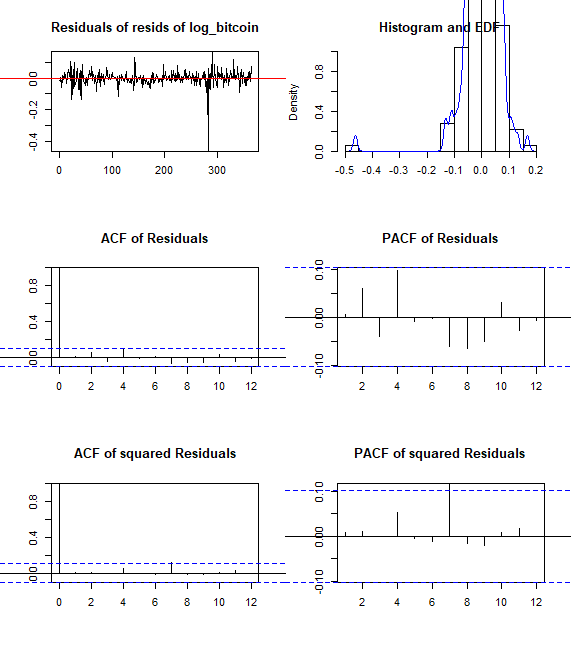 Residuals of resids of log_bitcoin
Histogram and EDF
0.0
-0.2
-0.4
0 100 200 300
Density
0.8
0.4
0.0
-0.5 -0.4 -0.3 -0.2 -0.1 0.0 0.1 0.2
ACF of Residuals
PACF of Residuals
0.8
0.4
0.0
0 2 4 6 8 10 12
0.10
0.00
-0.10
2 4 6 8 10 12
ACF of squared Residuals
PACF of squared Residuals
0.8
0.4
0.0
0 2 4 6 8 10 12
0.10
0.00
-0.10
2 4 6 8 10 12